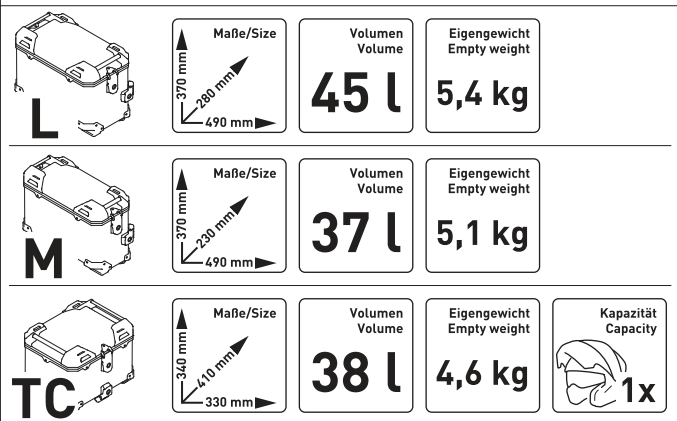 L
Maße/Size
370 mm
280 mm
490 mm
Volumen
Volume
45 l
Eigengewicht
Empty weight
5,4 kg
M
Maße/Size
370 mm
230 mm
490 mm
Volumen
Volume
37 l
Eigengewicht
Empty weight
5,1 kg
TC
Maße/Size
340 mm
410 mm
330 mm
Volumen
Volume
38 l
Eigengewicht
Empty weight
4,6 kg
Kapazität
Capacity
1x